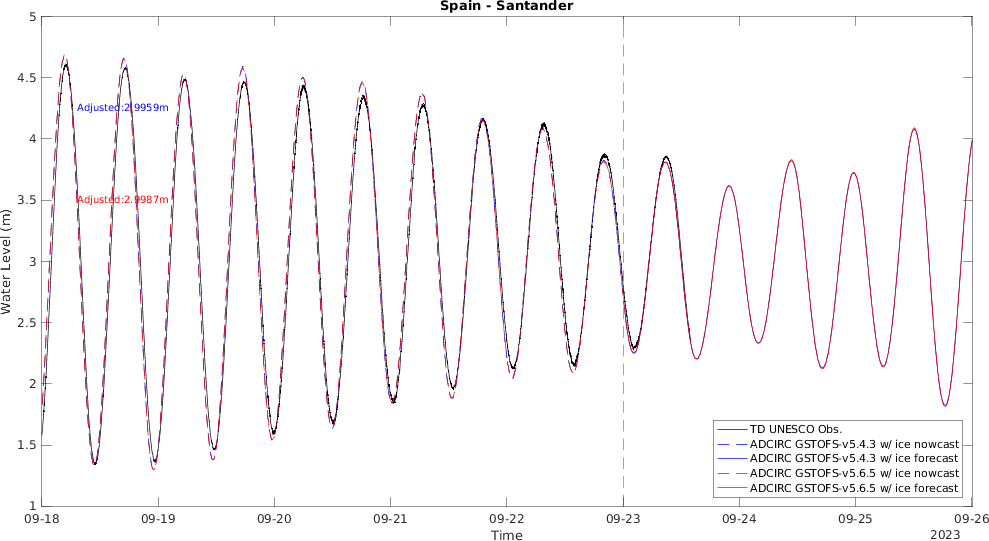 Spain - Santander
5
4.5
4
3.5
3
2.5
2
1.5
1
Water Level (m)
Adjusted:2.9959m
Adjusted:2.9987m
TD UNESCO Obs.
ADCIRC GSTOFS-v5.4.3 w/ ice nowcast
ADCIRC GSTOFS-v5.4.3 w/ ice forecast
ADCIRC GSTOFS-v5.6.5 w/ ice nowcast
ADCIRC GSTOFS-v5.6.5 w/ ice forecast
09-18 09-19 09-20 09-21 09-22 09-23 09-24 09-25 09-26
Time
2023